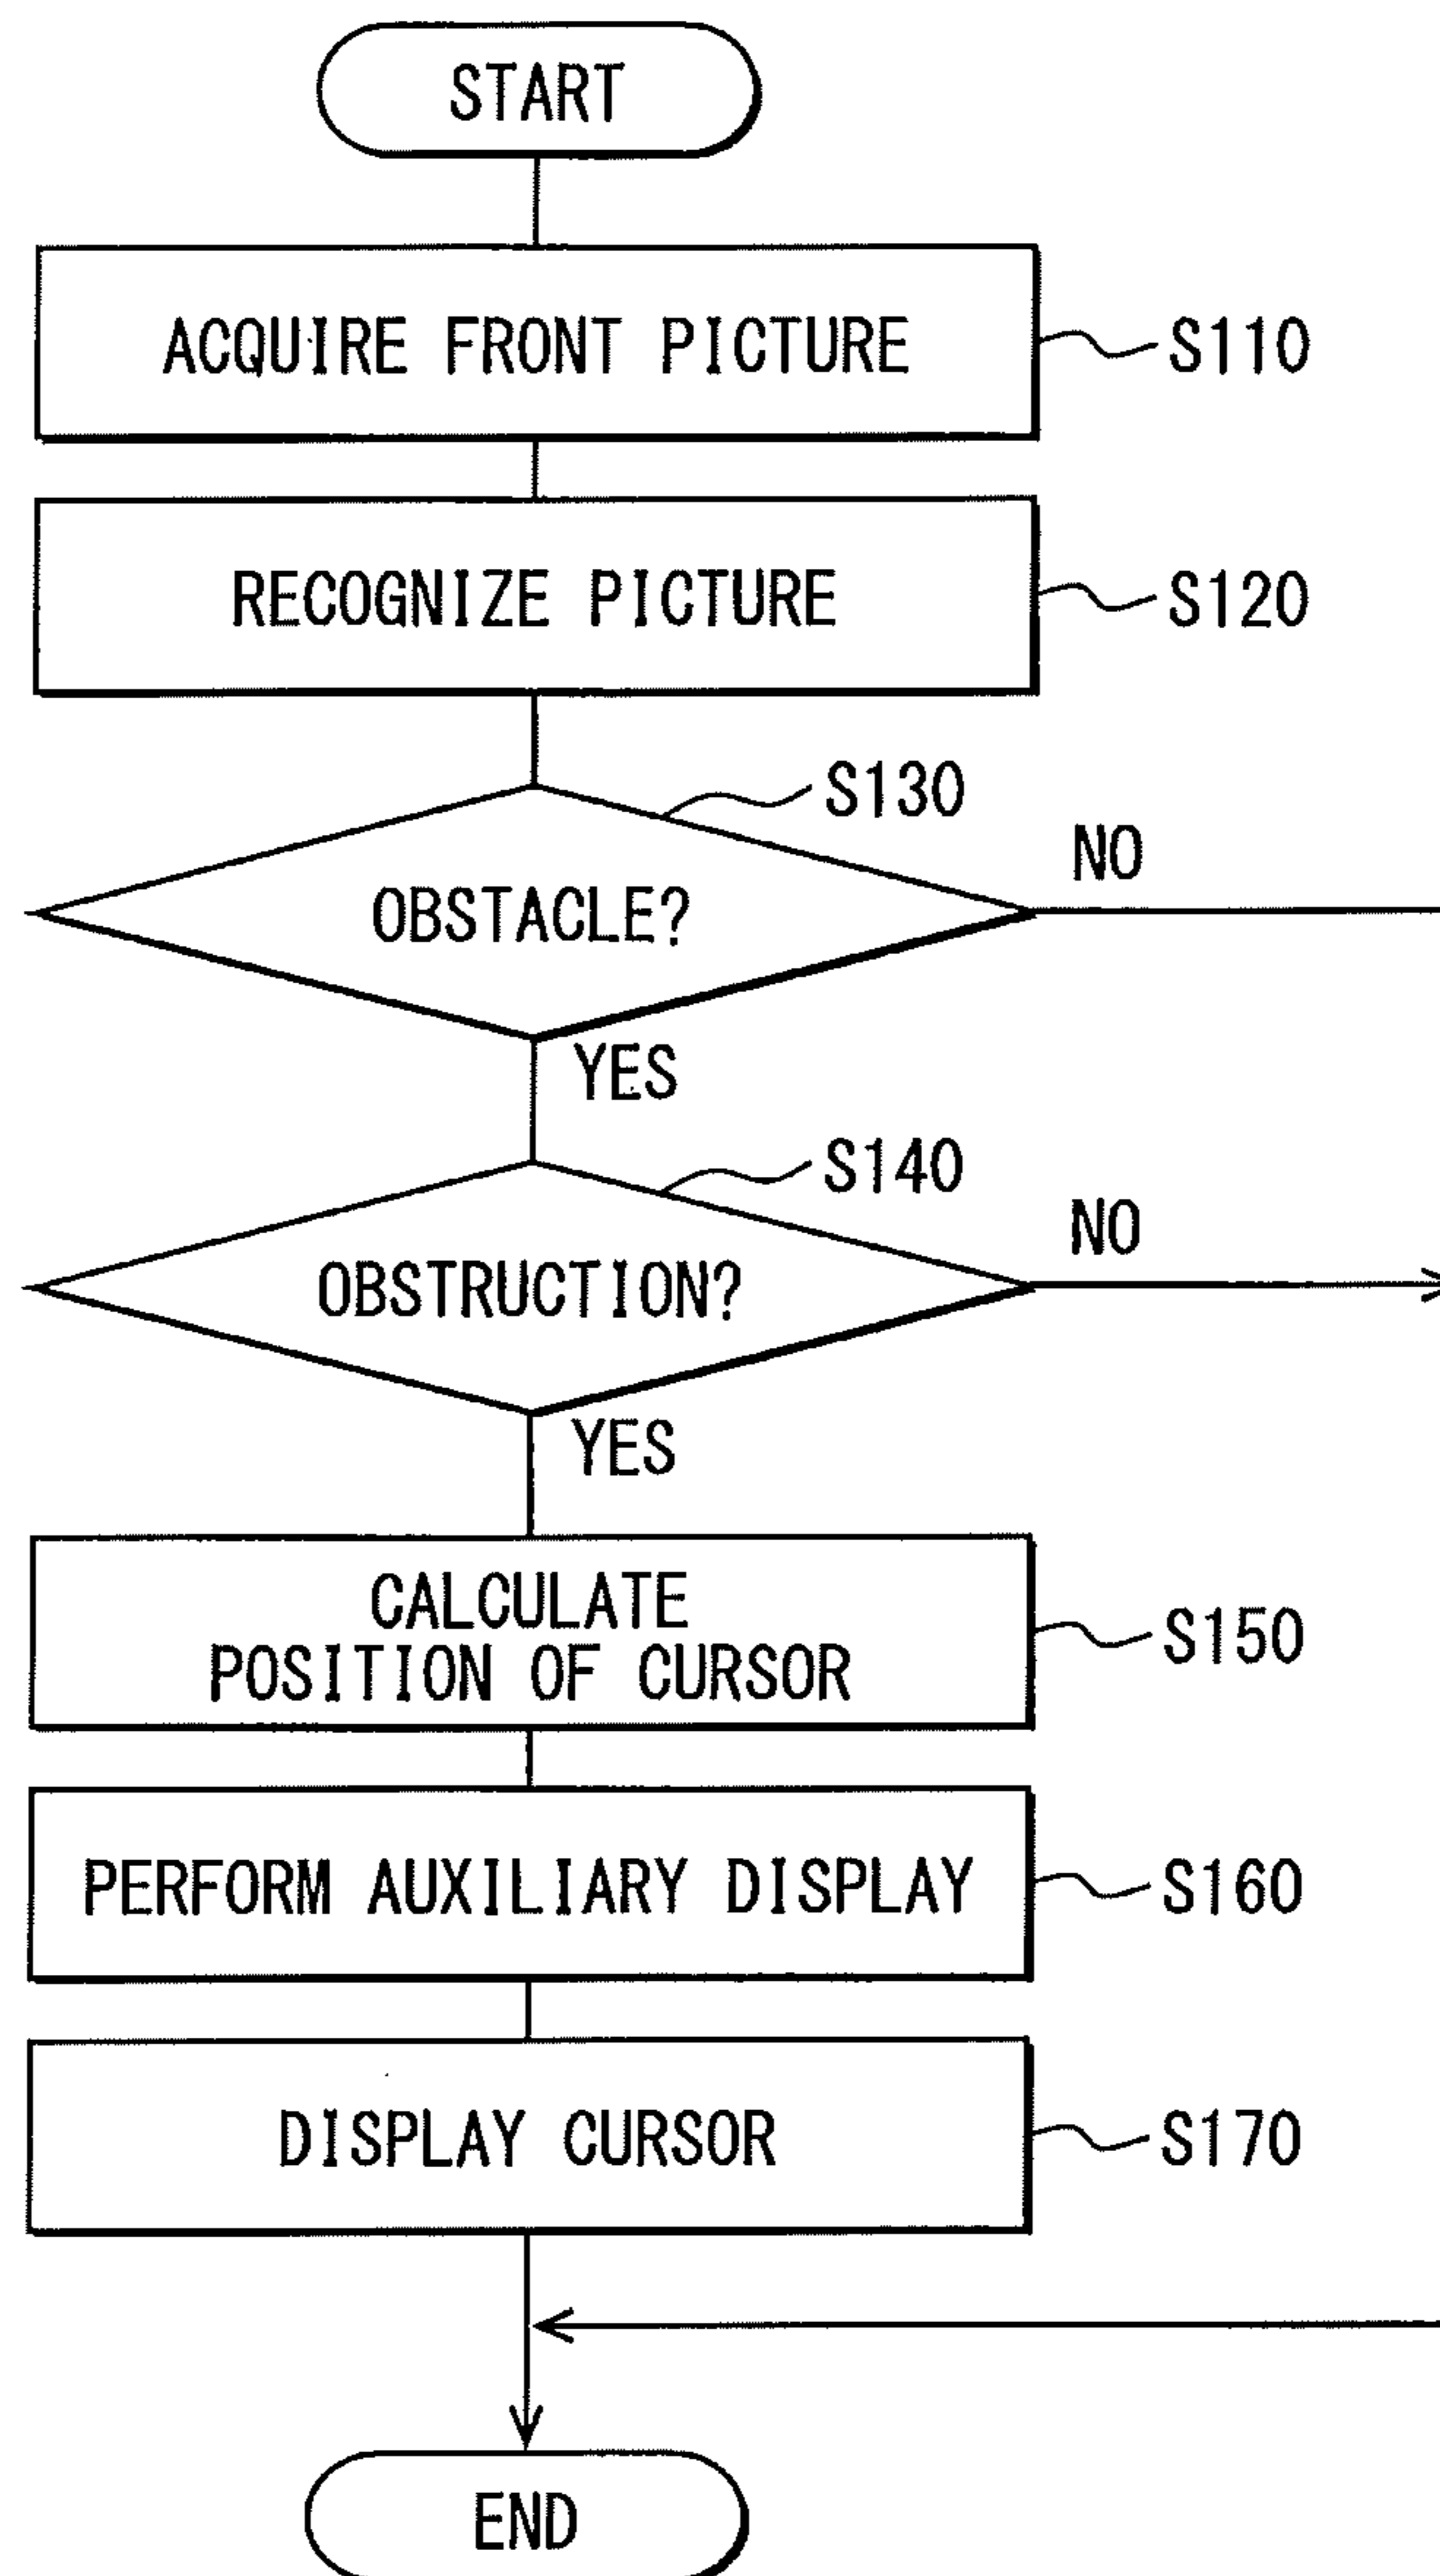 START
ACQUIRE FRONT PICTURE
S110
RECOGNIZE PICTURE
S120
S130
OBSTACLE?
NO
YES
S140
OBSTRUCTION?
NO
YES
CALCULATE
POSITION OF CURSOR
S150
PERFORM AUXILIARY DISPLAY
S160
DISPLAY CURSOR
S170
END